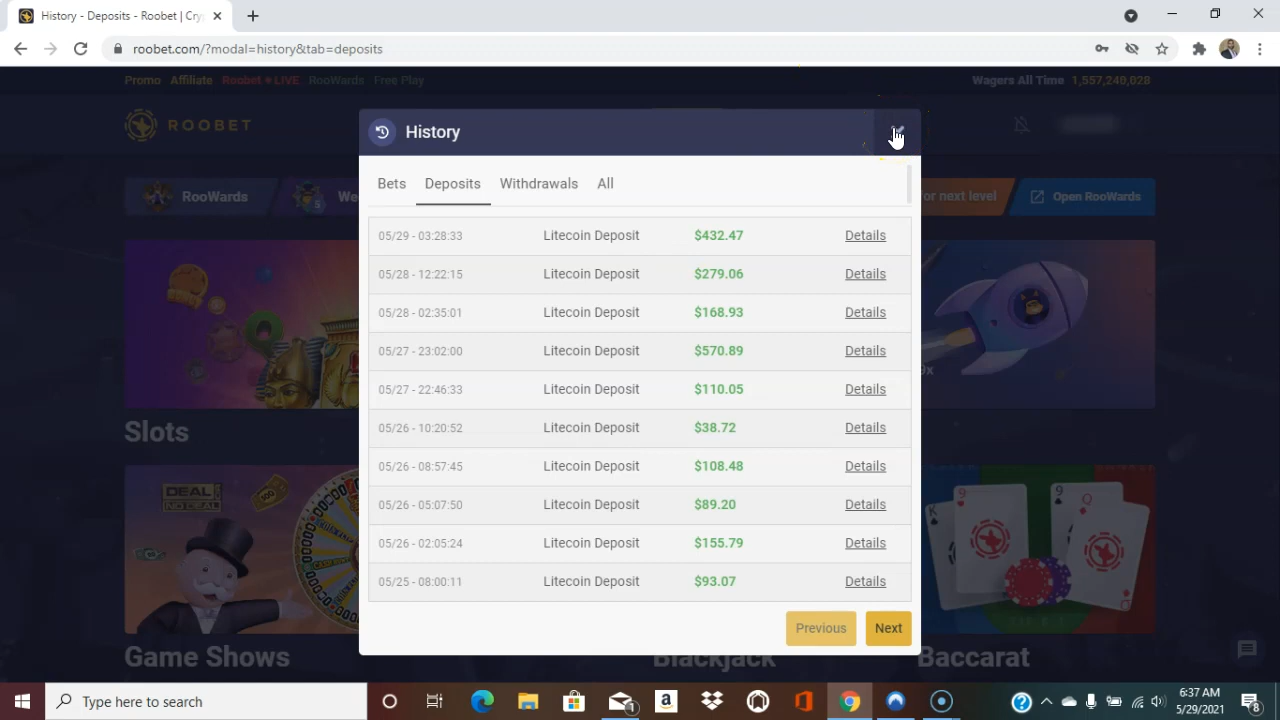 History - Deposits - Roobet | Cry
roobet.com/?modal=history&tab=deposits
Promo Affiliate Roobet • LIVE RooWards Free Play Wagers All Time 1,557,240,028
ROOBET
History
Bets Deposits Withdrawals All
RooWards We or next level Open RooWards
05/29 - 03:28:33 Litecoin Deposit $432.47 Details
05/28 - 12:22:15 Litecoin Deposit $279.06 Details
05/28 - 02:35:01 Litecoin Deposit $168.93 Details
05/27 - 23:02:00 Litecoin Deposit $570.89 Details
9x
05/27 - 22:46:33 Litecoin Deposit $110.05 Details
Slots
05/26 - 10:20:52 Litecoin Deposit $38.72 Details
05/26 - 08:57:45 Litecoin Deposit $108.48 Details
05/26 - 05:07:50 Litecoin Deposit $89.20 Details
05/26 - 02:05:24 Litecoin Deposit $155.79 Details
05/25 - 08:00:11 Litecoin Deposit $93.07 Details
DEAL
NO DEAL
K 9 9 Q
Previous Next
Game Shows Blackjack Baccarat
Type here to search
6:37 AM
5/29/2021